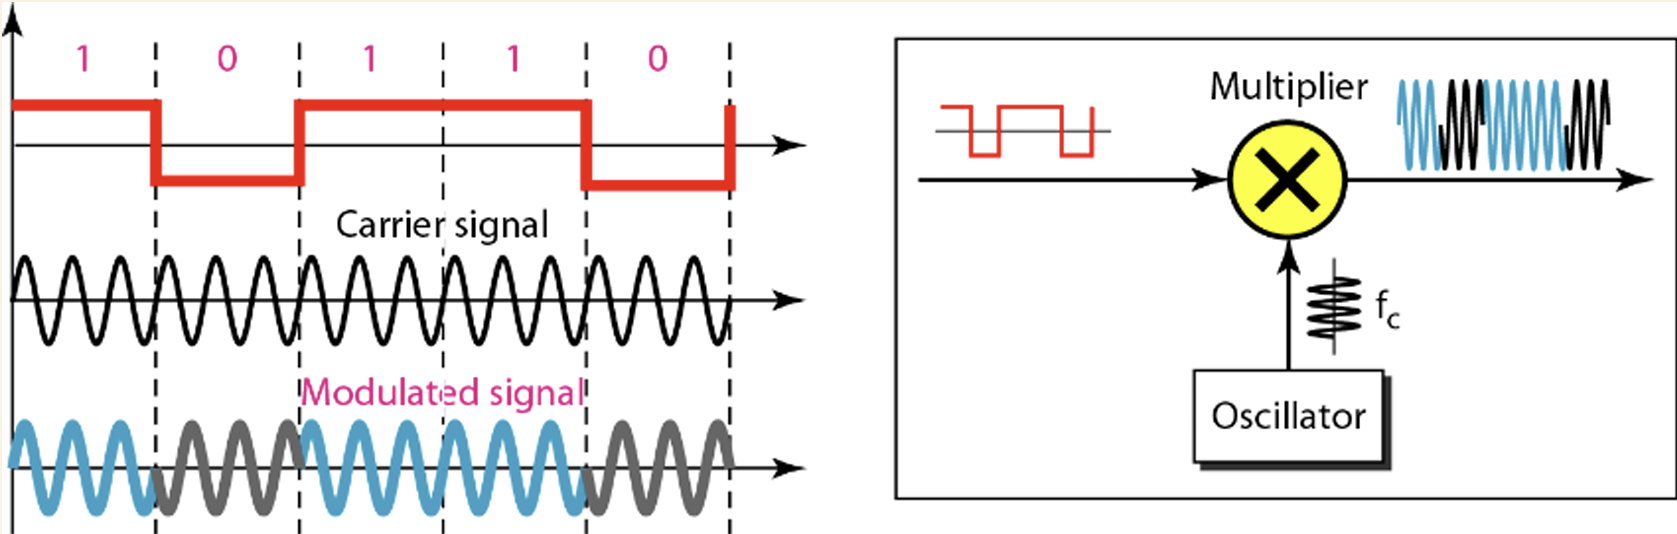 1 0 1 1 0
Carrier signal
Modulated signal
Multiplier
fc
Oscillator